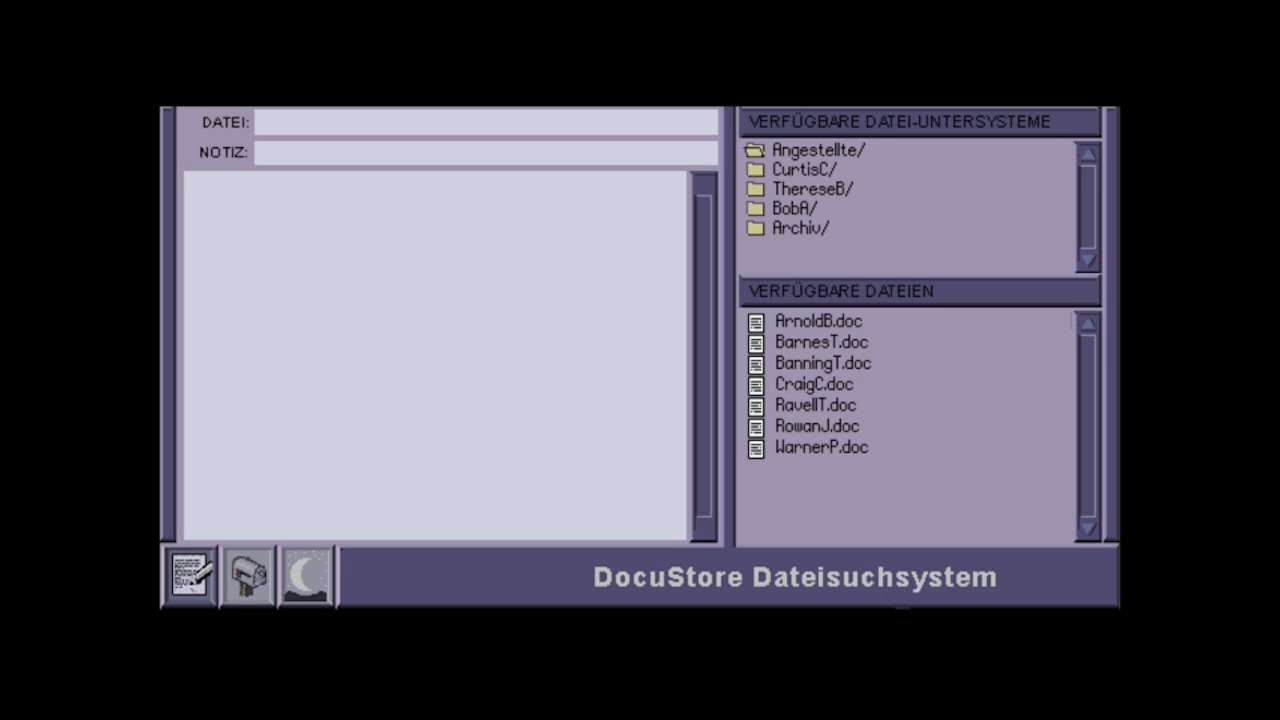 DATEI:
NOTIZ:
VERFÜGBARE DATEI-UNTERSYSTEME
Angestellte/
CurtisC/
ThereseB/
BobA/
Archiv/
VERFÜGBARE DATEIEN
ArnoldB.doc
BarnesT.doc
BanningT.doc
CraigC.doc
RavellT.doc
RowanJ.doc
WarnerP.doc
DocuStore Dateisuchsystem